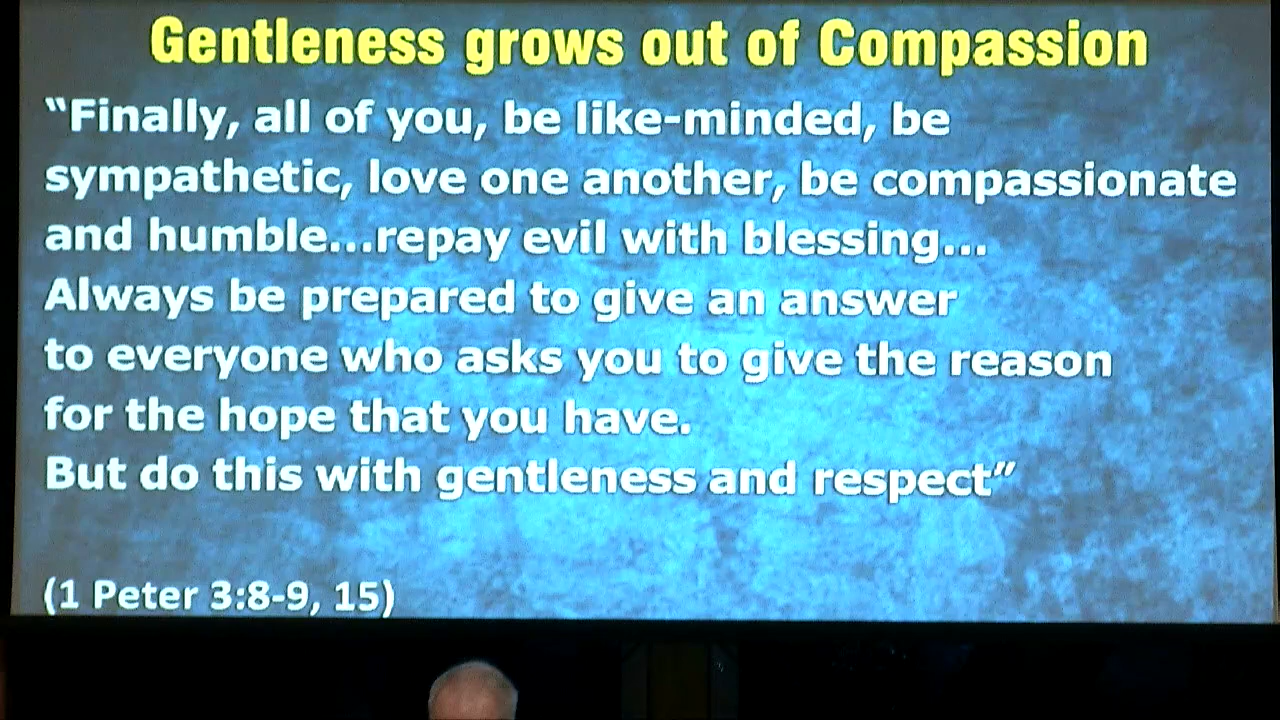 Gentleness grows out of Compassion
“Finally, all of you, be like-minded, be
sympathetic, love one another, be compassionate
and humble...repay evil with blessing...
Always be prepared to give an answer
to everyone who asks you to give the reason
for the hope that you have.
But do this with gentleness and respect”
(1 Peter 3:8-9, 15)